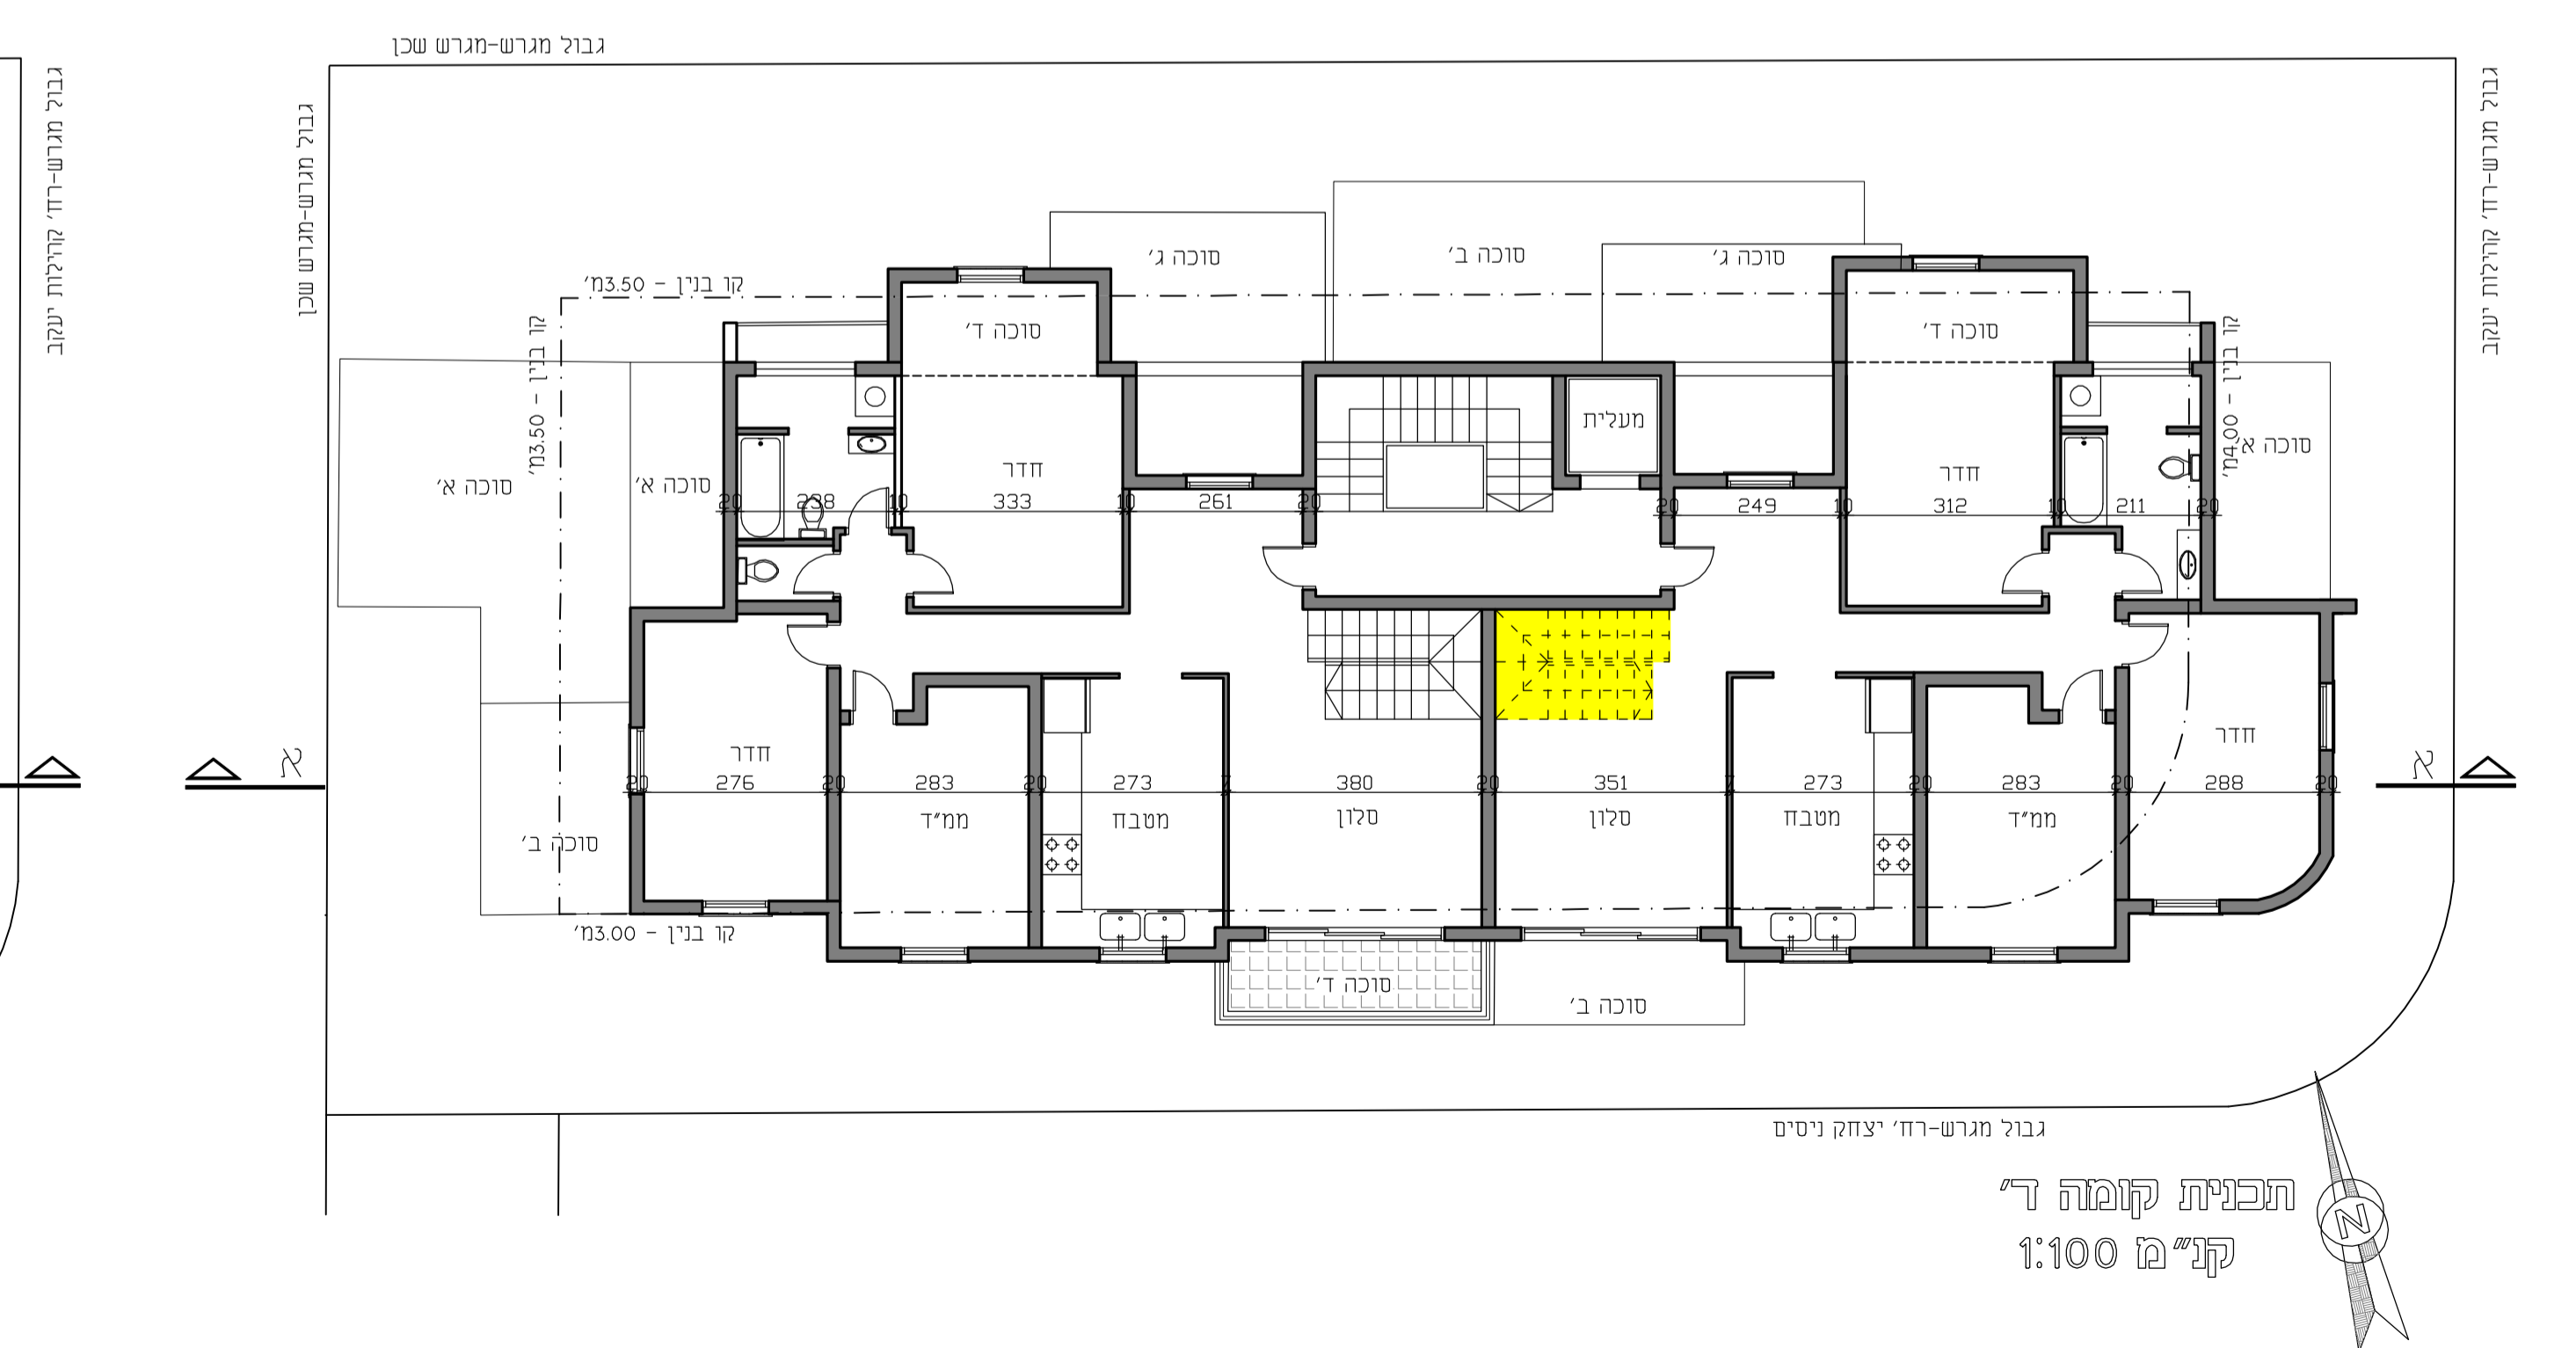 גבול מגרש-מגרש שכן
גבול מגרש-רח׳ קהילות יעקב
גבול מגרש-מגרש שכן
גבול מגרש-רח׳ קהילות יעקב
סוכה ג׳
סוכה ב׳
סוכה ג׳
קו בנין - 3.50מ׳
קו בנין - 3.50מ׳
סוכה ד׳
סוכה ד׳
קו בנין - 4.00מ׳
מעלית
סוכה א׳
סוכה א׳
סוכה א׳
חדר
חדר
20 238 10 333 10 261 20
20 249 10 312 10 211 20
חדר
חדר
א
א
20 276 20 283 20 273 7 380 20 351 7 273 20 283 20 288 20
ממ״ד
מטבח
סלון
סלון
מטבח
ממ״ד
סוכה ב׳
קו בנין - 3.00מ׳
סוכה ד׳
סוכה ב׳
גבול מגרש-רח׳ יצחק ניסים
תכנית קומה ד׳
קנ״מ 1:100
N